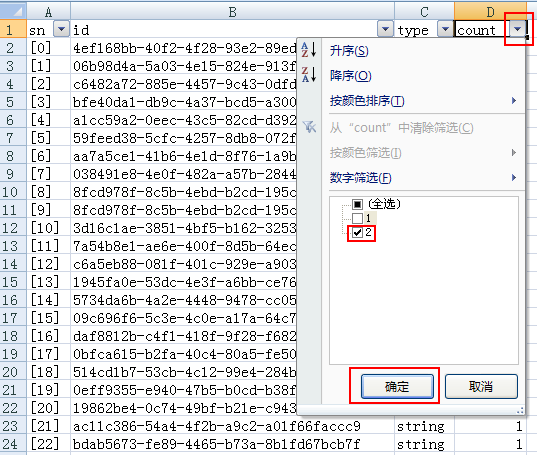 A B C D
1 sn id type count
2 [0] 4ef168bb-40f2-4f28-93e2-89ed
3 [1] 06b98d4a-5a03-4e15-824e-913f
4 [2] c6482a72-885e-4457-9c43-0dfd
5 [3] bfe40da1-db9c-4a37-bcd5-a300
6 [4] a1cc59a2-0eec-43c5-82cd-d392
7 [5] 59feed38-5cfc-4257-8db8-072f
8 [6] aa7a5ce1-41b6-4e1d-8f76-1a9b
9 [7] 038491e8-4e0f-482a-a57b-2844
10 [8] 8fcd978f-8c5b-4ebd-b2cd-195c
11 [9] 8fcd978f-8c5b-4ebd-b2cd-195c
12 [10] 3d16c1ae-3851-4bf5-b162-3253
13 [11] 7a54b8e1-ae6e-400f-8d5b-64ec
14 [12] c6a5eb88-081f-401c-929e-a903
15 [13] 1945fa0e-53dc-4e3f-a6bb-ce76
16 [14] 5734da6b-4a2e-4448-9478-cc05
17 [15] 09c696f6-5c3e-4c0e-a17a-64c7
18 [16] daf8812b-c4f1-418f-9f28-f682
19 [17] 0bfca615-b2fa-40c4-80a5-fe50
20 [18] 514cd1b7-53cb-4c12-99e4-284b
21 [19] 0eff9355-e940-47b5-b0cd-b38f
22 [20] 19862be4-0c74-49bf-b21e-c943
23 [21] ac11c386-54a4-4f2b-a9c2-a01f66faccc9 string 1
24 [22] bdab5673-fe89-4465-b73a-8b1fd67bcb7f string 1
升序(S)
降序(O)
按颜色排序(T)
从“count”中清除筛选(C)
按颜色筛选(I)
数字筛选(F)
(全选)
1
2
确定 取消